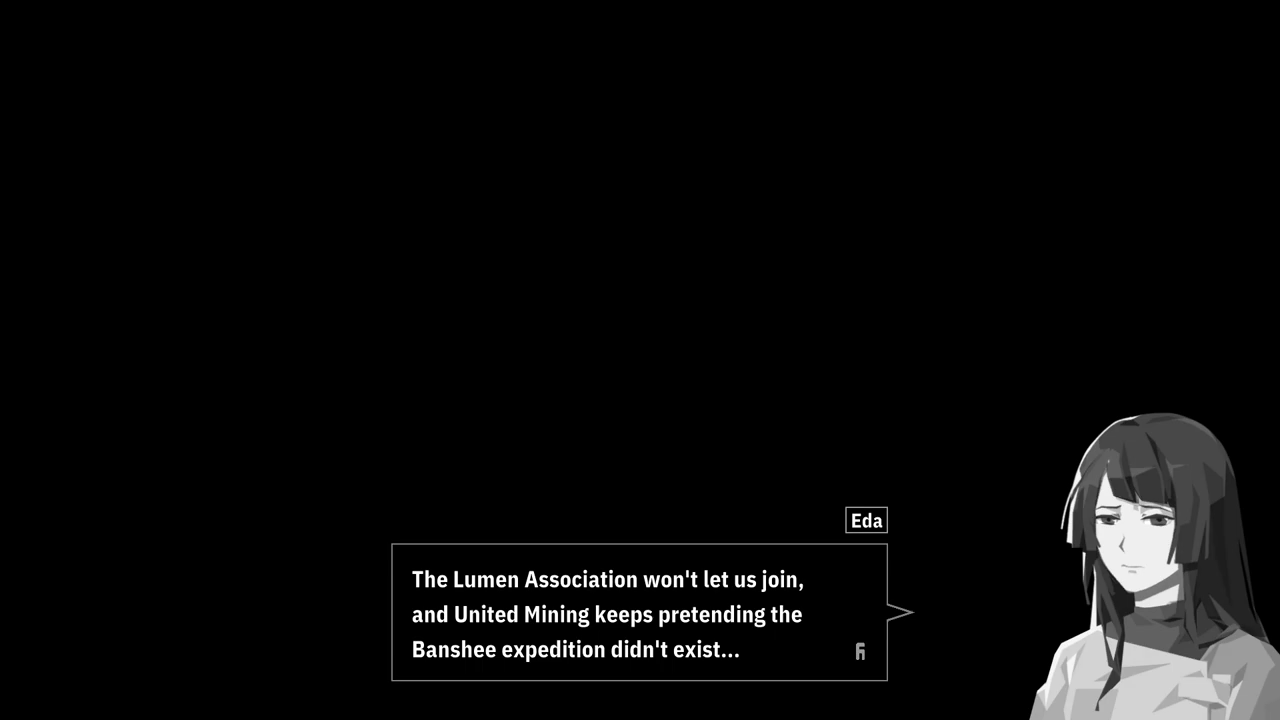 Eda
The Lumen Association won't let us join,
and United Mining keeps pretending the
Banshee expedition didn't exist...